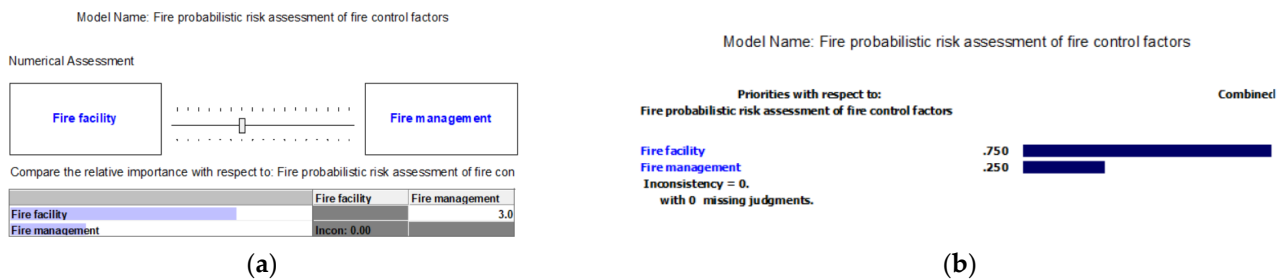 Model Name: Fire probabilistic risk assessment of fire control factors
Numerical Assessment
Fire facility
Fire management
Compare the relative importance with respect to: Fire probabilistic risk assessment of fire con
Fire facility Fire management
Fire facility 3.0
Fire management Incon: 0.00
(a)
Model Name: Fire probabilistic risk assessment of fire control factors
Priorities with respect to: Combined
Fire probabilistic risk assessment of fire control factors
Fire facility .750
Fire management .250
Inconsistency = 0.
with 0 missing judgments.
(b)